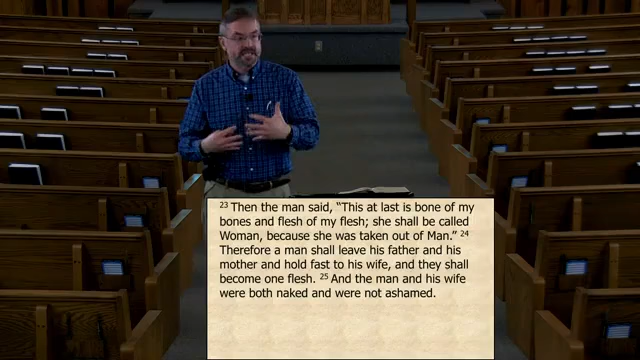 23 Then the man said, “This at last is bone of my
bones and flesh of my flesh; she shall be called
Woman, because she was taken out of Man.” 24
Therefore a man shall leave his father and his
mother and hold fast to his wife, and they shall
become one flesh. 25 And the man and his wife
were both naked and were not ashamed.